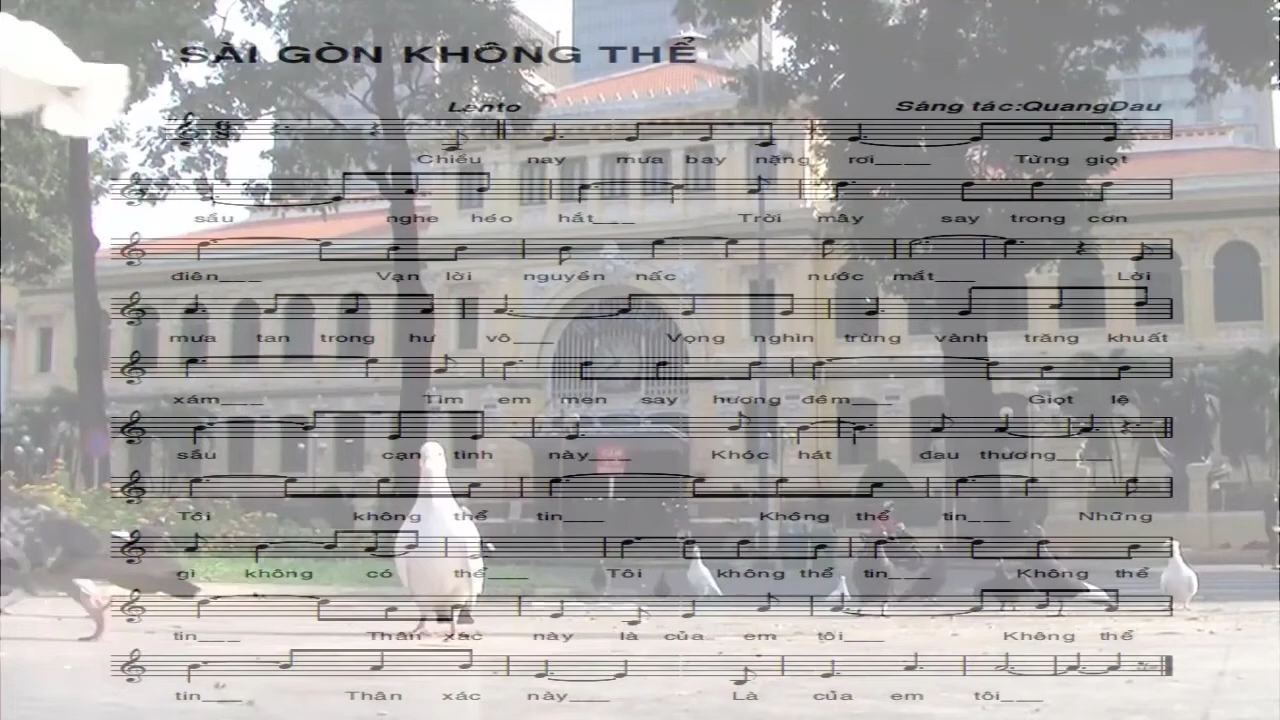 SÀI GÒN KHÔNG THỂ
Lento Sáng tác:QuangDau
Chiều nay mưa bay nặng rơi____ Từng giọt
sầu nghe héo hắt___ Trời mây say trong cơn
điên___ Vạn lời nguyền nấc nước mắt___ Lời
mưa tan trong hư vô___ Vọng nghìn trùng vành trăng khuất
xám___ Tìm em men say hương đêm___ Giọt lệ
sầu cạn tình này___ Khóc hát đau thương____
Tôi không thể tin___ Không thể tin___ Những
gì không có thể___ Tôi không thể tin___ Không thể
tin___ Thân xác này là của em tôi___ Không thể
tin___ Thân xác này___ Là của em tôi___